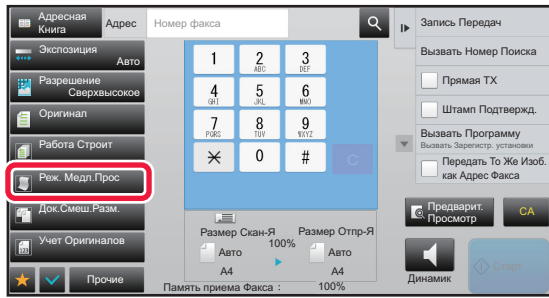 Адресная
Книга
Адрес
Номер факса
Запись Передач
Экспозиция
Авто
Вызвать Номер Поиска
Разрешение
Сверхвысокое
Прямая TX
Оригинал
Штамп Подтвержд.
Работа Строит
Вызвать Программу
Вызвать Зарегистр. установки
Реж. Медл.Прос
Передать То Же Изоб.
как Адрес Факса
Док.Смеш.Разм.
Учет Оригиналов
Прочие
1
2
ABC
3
DEF
4
GHI
5
JKL
6
MNO
7
PQRS
8
TUV
9
WXYZ
0
#
C
Размер Скан-Я
100%
Размер Отпр-Я
Авто
A4
Авто
A4
Память приема Факса :
100%
Предварит.
Просмотр
CA
Динамик
Старт